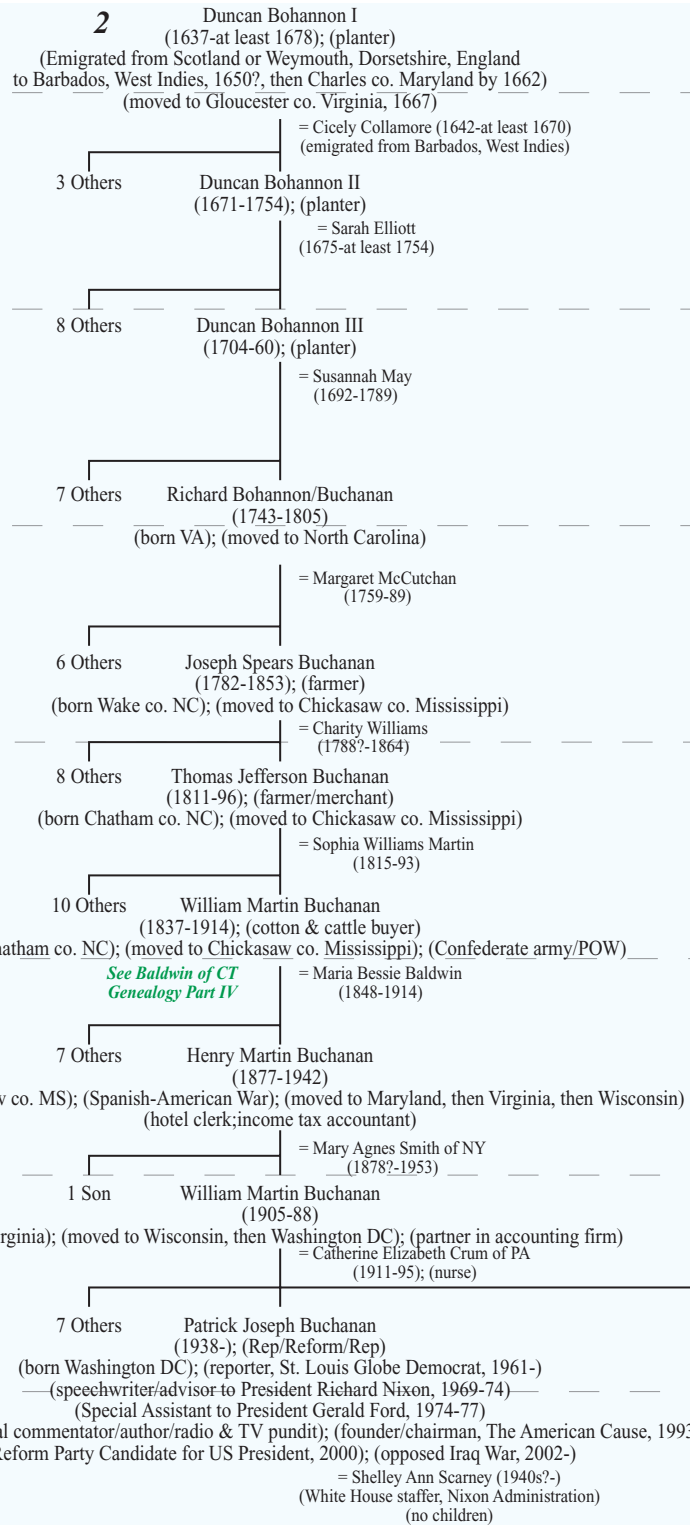 2
Duncan Bohannon I
(1637-at least 1678); (planter)
(Emigrated from Scotland or Weymouth, Dorsetshire, England
to Barbados, West Indies, 1650?, then Charles co. Maryland by 1662)
(moved to Gloucester co. Virginia, 1667)
= Cicely Collamore (1642-at least 1670)
(emigrated from Barbados, West Indies)
3 Others
Duncan Bohannon II
(1671-1754); (planter)
= Sarah Elliott
(1675-at least 1754)
8 Others
Duncan Bohannon III
(1704-60); (planter)
= Susannah May
(1692-1789)
7 Others
Richard Bohannon/Buchanan
(1743-1805)
(born VA); (moved to North Carolina)
= Margaret McCutchan
(1759-89)
6 Others
Joseph Spears Buchanan
(1782-1853); (farmer)
(born Wake co. NC); (moved to Chickasaw co. Mississippi)
= Charity Williams
(1788?-1864)
8 Others
Thomas Jefferson Buchanan
(1811-96); (farmer/merchant)
(born Chatham co. NC); (moved to Chickasaw co. Mississippi)
= Sophia Williams Martin
(1815-93)
10 Others
William Martin Buchanan
(1837-1914); (cotton & cattle buyer)
hatham co. NC); (moved to Chickasaw co. Mississippi); (Confederate army/POW)
See Baldwin of CT
Genealogy Part IV
= Maria Bessie Baldwin
(1848-1914)
7 Others
Henry Martin Buchanan
(1877-1942)
w co. MS); (Spanish-American War); (moved to Maryland, then Virginia, then Wisconsin)
(hotel clerk;income tax accountant)
= Mary Agnes Smith of NY
(1878?-1953)
1 Son
William Martin Buchanan
(1905-88)
rginia); (moved to Wisconsin, then Washington DC); (partner in accounting firm)
= Catherine Elizabeth Crum of PA
(1911-95); (nurse)
7 Others
Patrick Joseph Buchanan
(1938-); (Rep/Reform/Rep)
(born Washington DC); (reporter, St. Louis Globe Democrat, 1961-)
(speechwriter/advisor to President Richard Nixon, 1969-74)
(Special Assistant to President Gerald Ford, 1974-77)
al commentator/author/radio & TV pundit); (founder/chairman, The American Cause, 1993
Reform Party Candidate for US President, 2000); (opposed Iraq War, 2002-)
= Shelley Ann Scarney (1940s?-)
(White House staffer, Nixon Administration)
(no children)